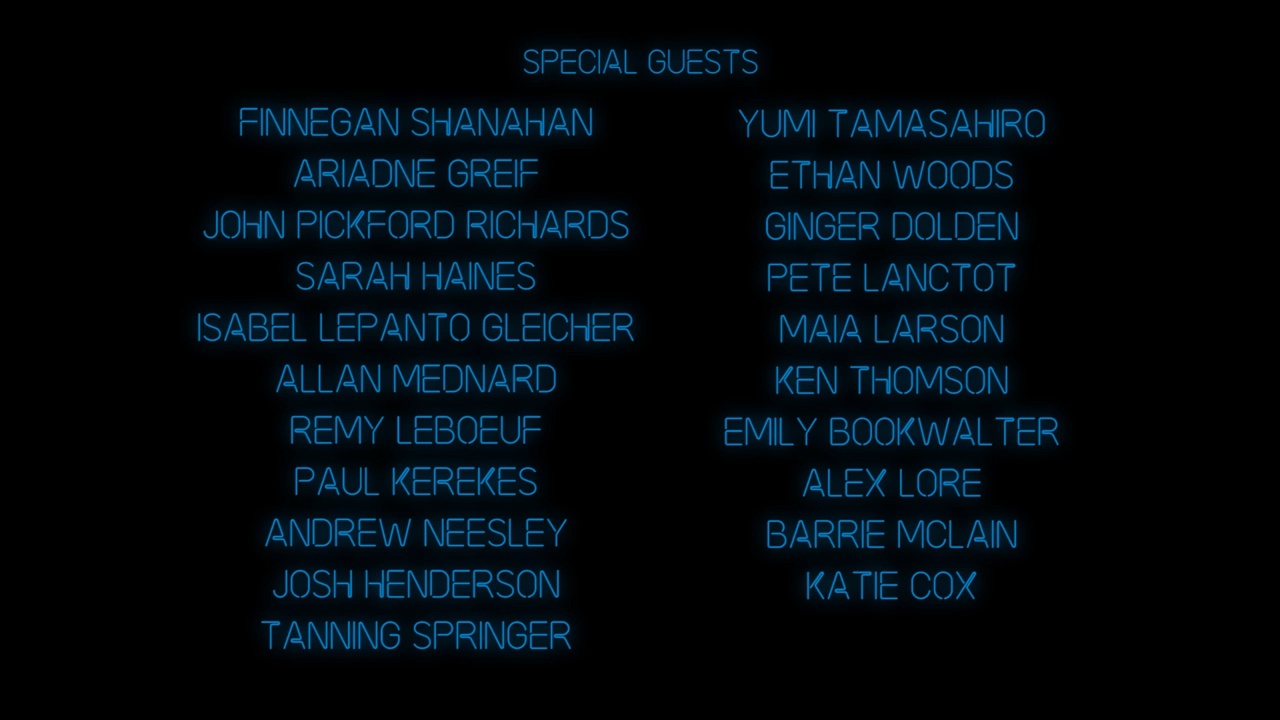 SPECIAL GUESTS
FINNEGAN SHANAHAN
ARIADNE GREIF
JOHN PICKFORD RICHARDS
SARAH HAINES
ISABEL LEPANTO GLEICHER
ALLAN MEDNARD
REMY LEBOEUF
PAUL KEREKES
ANDREW NEESLEY
JOSH HENDERSON
TANNING SPRINGER
YUMI TAMASAHIRO
ETHAN WOODS
GINGER DOLDEN
PETE LANCTOT
MAIA LARSON
KEN THOMSON
EMILY BOOKWALTER
ALEX LORE
BARRIE MCLAIN
KATIE COX